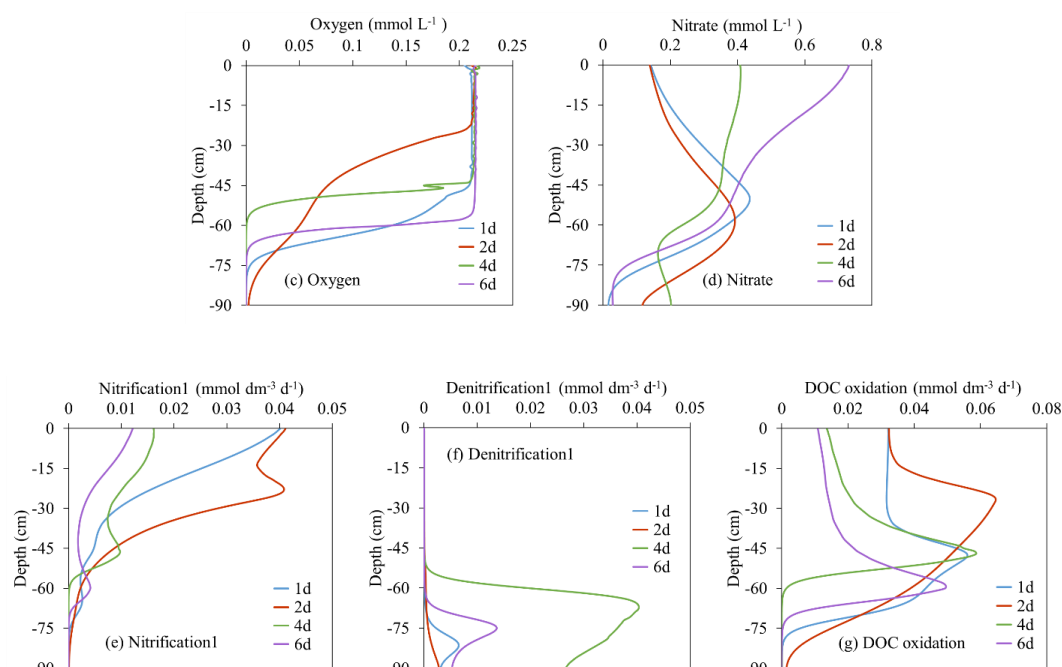 Oxygen (mmol L⁻¹ )
0 0.05 0.1 0.15 0.2 0.25
0
-15
-30
-45
-60
-75
-90
Depth (cm)
1d
2d
4d
6d
(c) Oxygen
Nitrate (mmol L⁻¹ )
0 0.2 0.4 0.6 0.8
0
-15
-30
-45
-60
-75
-90
Depth (cm)
1d
2d
4d
6d
(d) Nitrate
Nitrification1 (mmol dm⁻³ d⁻¹)
0 0.01 0.02 0.03 0.04 0.05
0
-15
-30
-45
-60
-75
-90
Depth (cm)
1d
2d
4d
6d
(e) Nitrification1
Denitrification1 (mmol dm⁻³ d⁻¹)
0 0.01 0.02 0.03 0.04 0.05
0
-15
-30
-45
-60
-75
-90
Depth (cm)
(f) Denitrification1
1d
2d
4d
6d
DOC oxidation (mmol dm⁻³ d⁻¹)
0 0.02 0.04 0.06 0.08
0
-15
-30
-45
-60
-75
-90
Depth (cm)
1d
2d
4d
6d
(g) DOC oxidation